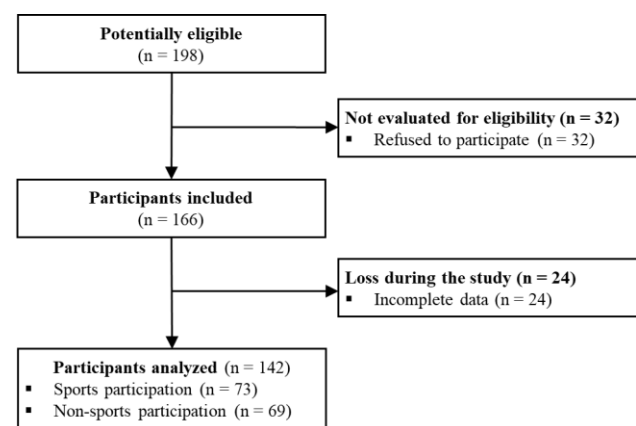 Potentially eligible
(n = 198)
Not evaluated for eligibility (n = 32)
▪ Refused to participate (n = 32)
Participants included
(n = 166)
Loss during the study (n = 24)
▪ Incomplete data (n = 24)
Participants analyzed (n = 142)
▪ Sports participation (n = 73)
▪ Non-sports participation (n = 69)